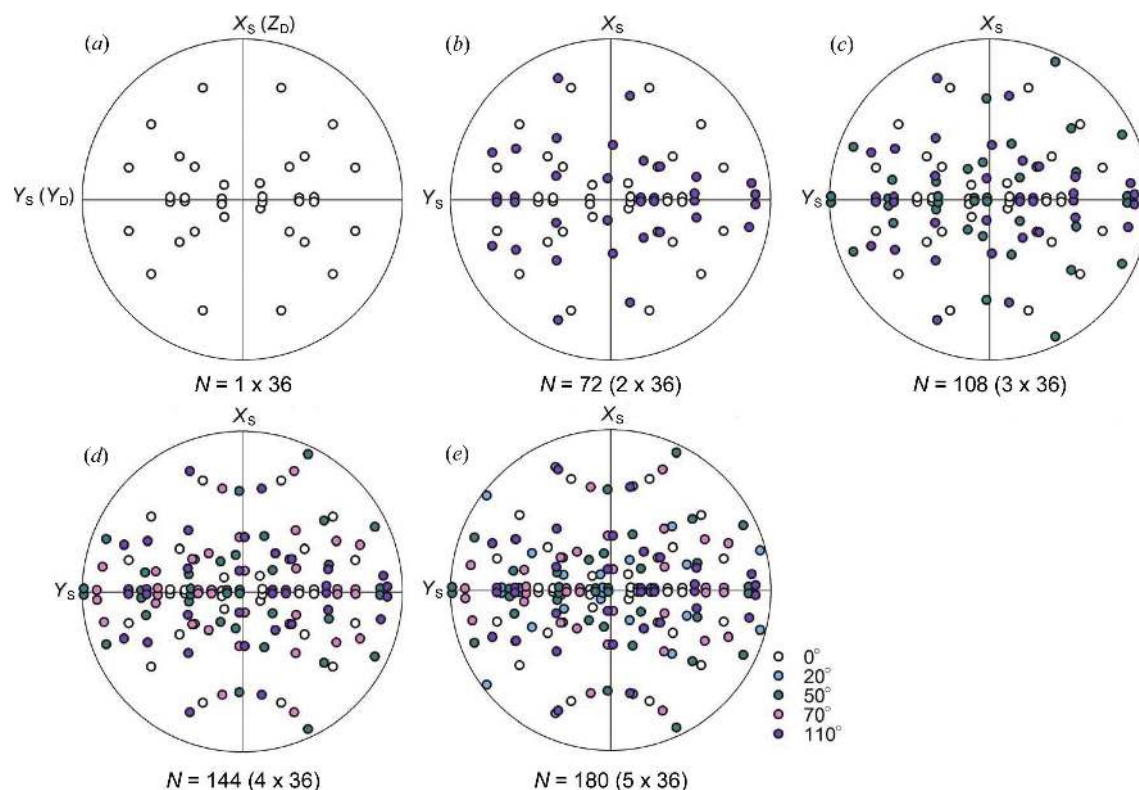 X_S (Z_D)
(a)
Y_S (Y_D)
N = 1 x 36
X_S
(b)
Y_S
N = 72 (2 x 36)
X_S
(c)
Y_S
N = 108 (3 x 36)
X_S
(d)
Y_S
N = 144 (4 x 36)
X_S
(e)
Y_S
N = 180 (5 x 36)
0°
20°
50°
70°
110°